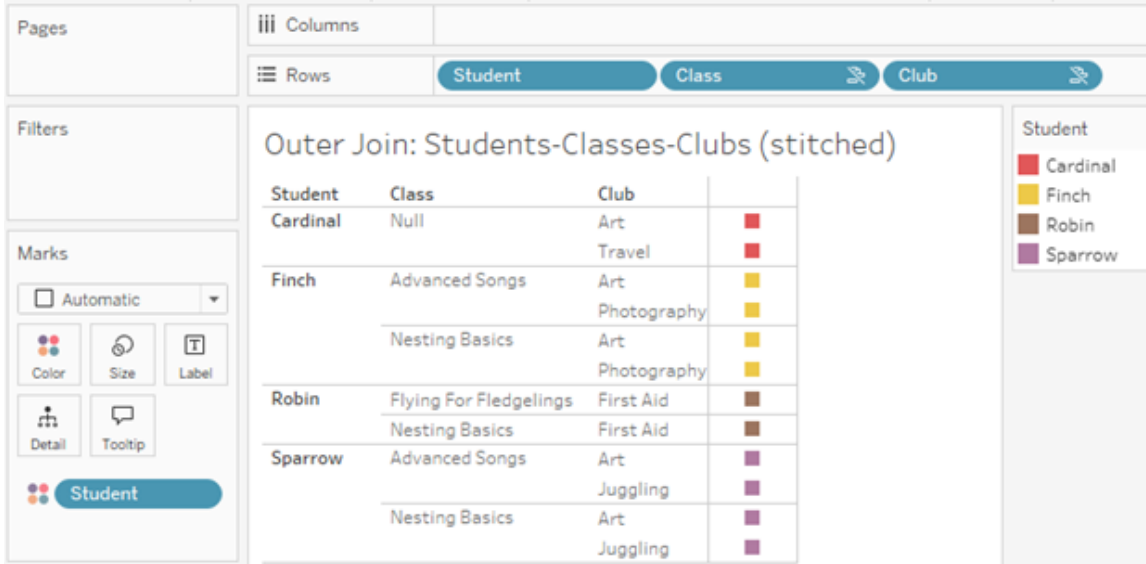 Pages
Columns
Rows Student Class Club
Filters
Outer Join: Students-Classes-Clubs (stitched)
Student Class Club
Cardinal Null Art
Travel
Finch Advanced Songs Art
Photography
Nesting Basics Art
Photography
Robin Flying For Fledgelings First Aid
Nesting Basics First Aid
Sparrow Advanced Songs Art
Juggling
Nesting Basics Art
Juggling
Marks
Automatic
Color Size Label
T
Detail Tooltip
Student
Student
Cardinal
Finch
Robin
Sparrow